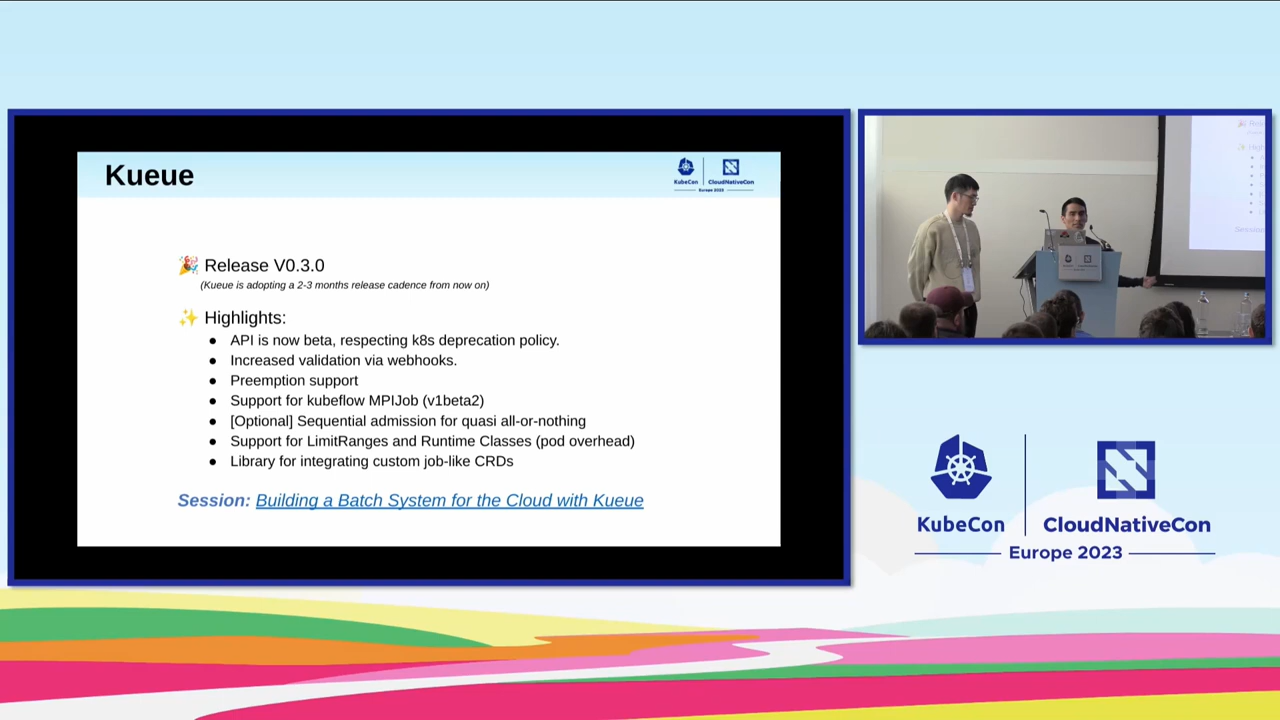 Kueue
KubeCon
CloudNativeCon
Europe 2023
🎉 Release V0.3.0
(Kueue is adopting a 2-3 months release cadence from now on)
✨ Highlights:
● API is now beta, respecting k8s deprecation policy.
● Increased validation via webhooks.
● Preemption support
● Support for kubeflow MPIJob (v1beta2)
● [Optional] Sequential admission for quasi all-or-nothing
● Support for LimitRanges and Runtime Classes (pod overhead)
● Library for integrating custom job-like CRDs
Session: Building a Batch System for the Cloud with Kueue
KubeCon
CloudNativeCon
Europe 2023